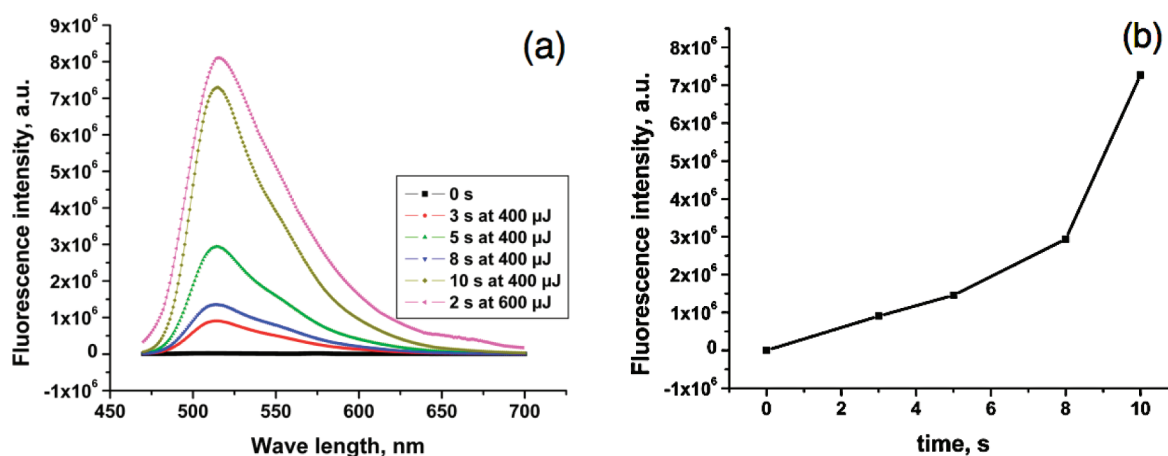 (a)
Fluorescence intensity, a.u.
9x10⁶
8x10⁶
7x10⁶
6x10⁶
5x10⁶
4x10⁶
3x10⁶
2x10⁶
1x10⁶
0
-1x10⁶
450 500 550 600 650 700
Wave length, nm
0 s
3 s at 400 µJ
5 s at 400 µJ
8 s at 400 µJ
10 s at 400 µJ
2 s at 600 µJ
(b)
Fluorescence intensity, a.u.
8x10⁶
7x10⁶
6x10⁶
5x10⁶
4x10⁶
3x10⁶
2x10⁶
1x10⁶
0
-1x10⁶
0 2 4 6 8 10
time, s